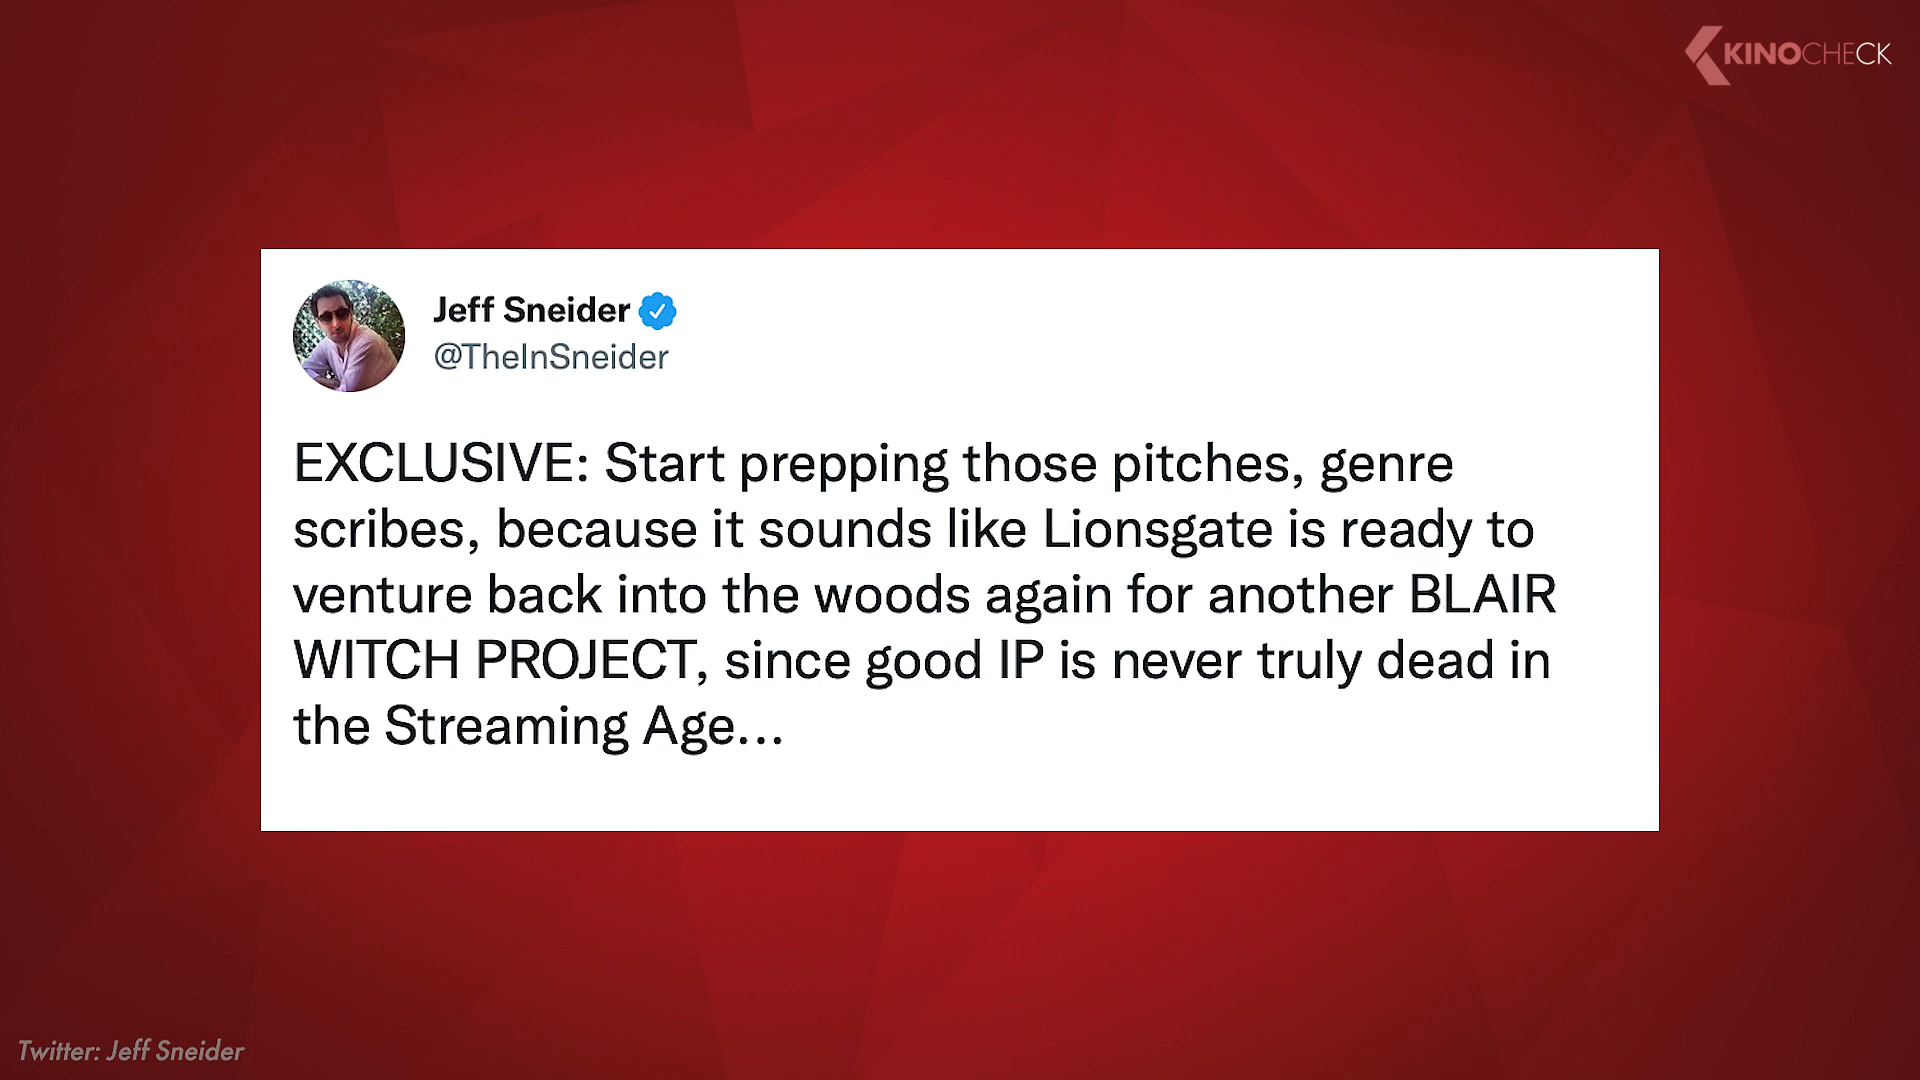 KINOCHECK
Jeff Sneider
@TheInSneider
EXCLUSIVE: Start prepping those pitches, genre
scribes, because it sounds like Lionsgate is ready to
venture back into the woods again for another BLAIR
WITCH PROJECT, since good IP is never truly dead in
the Streaming Age...
Twitter: Jeff Sneider